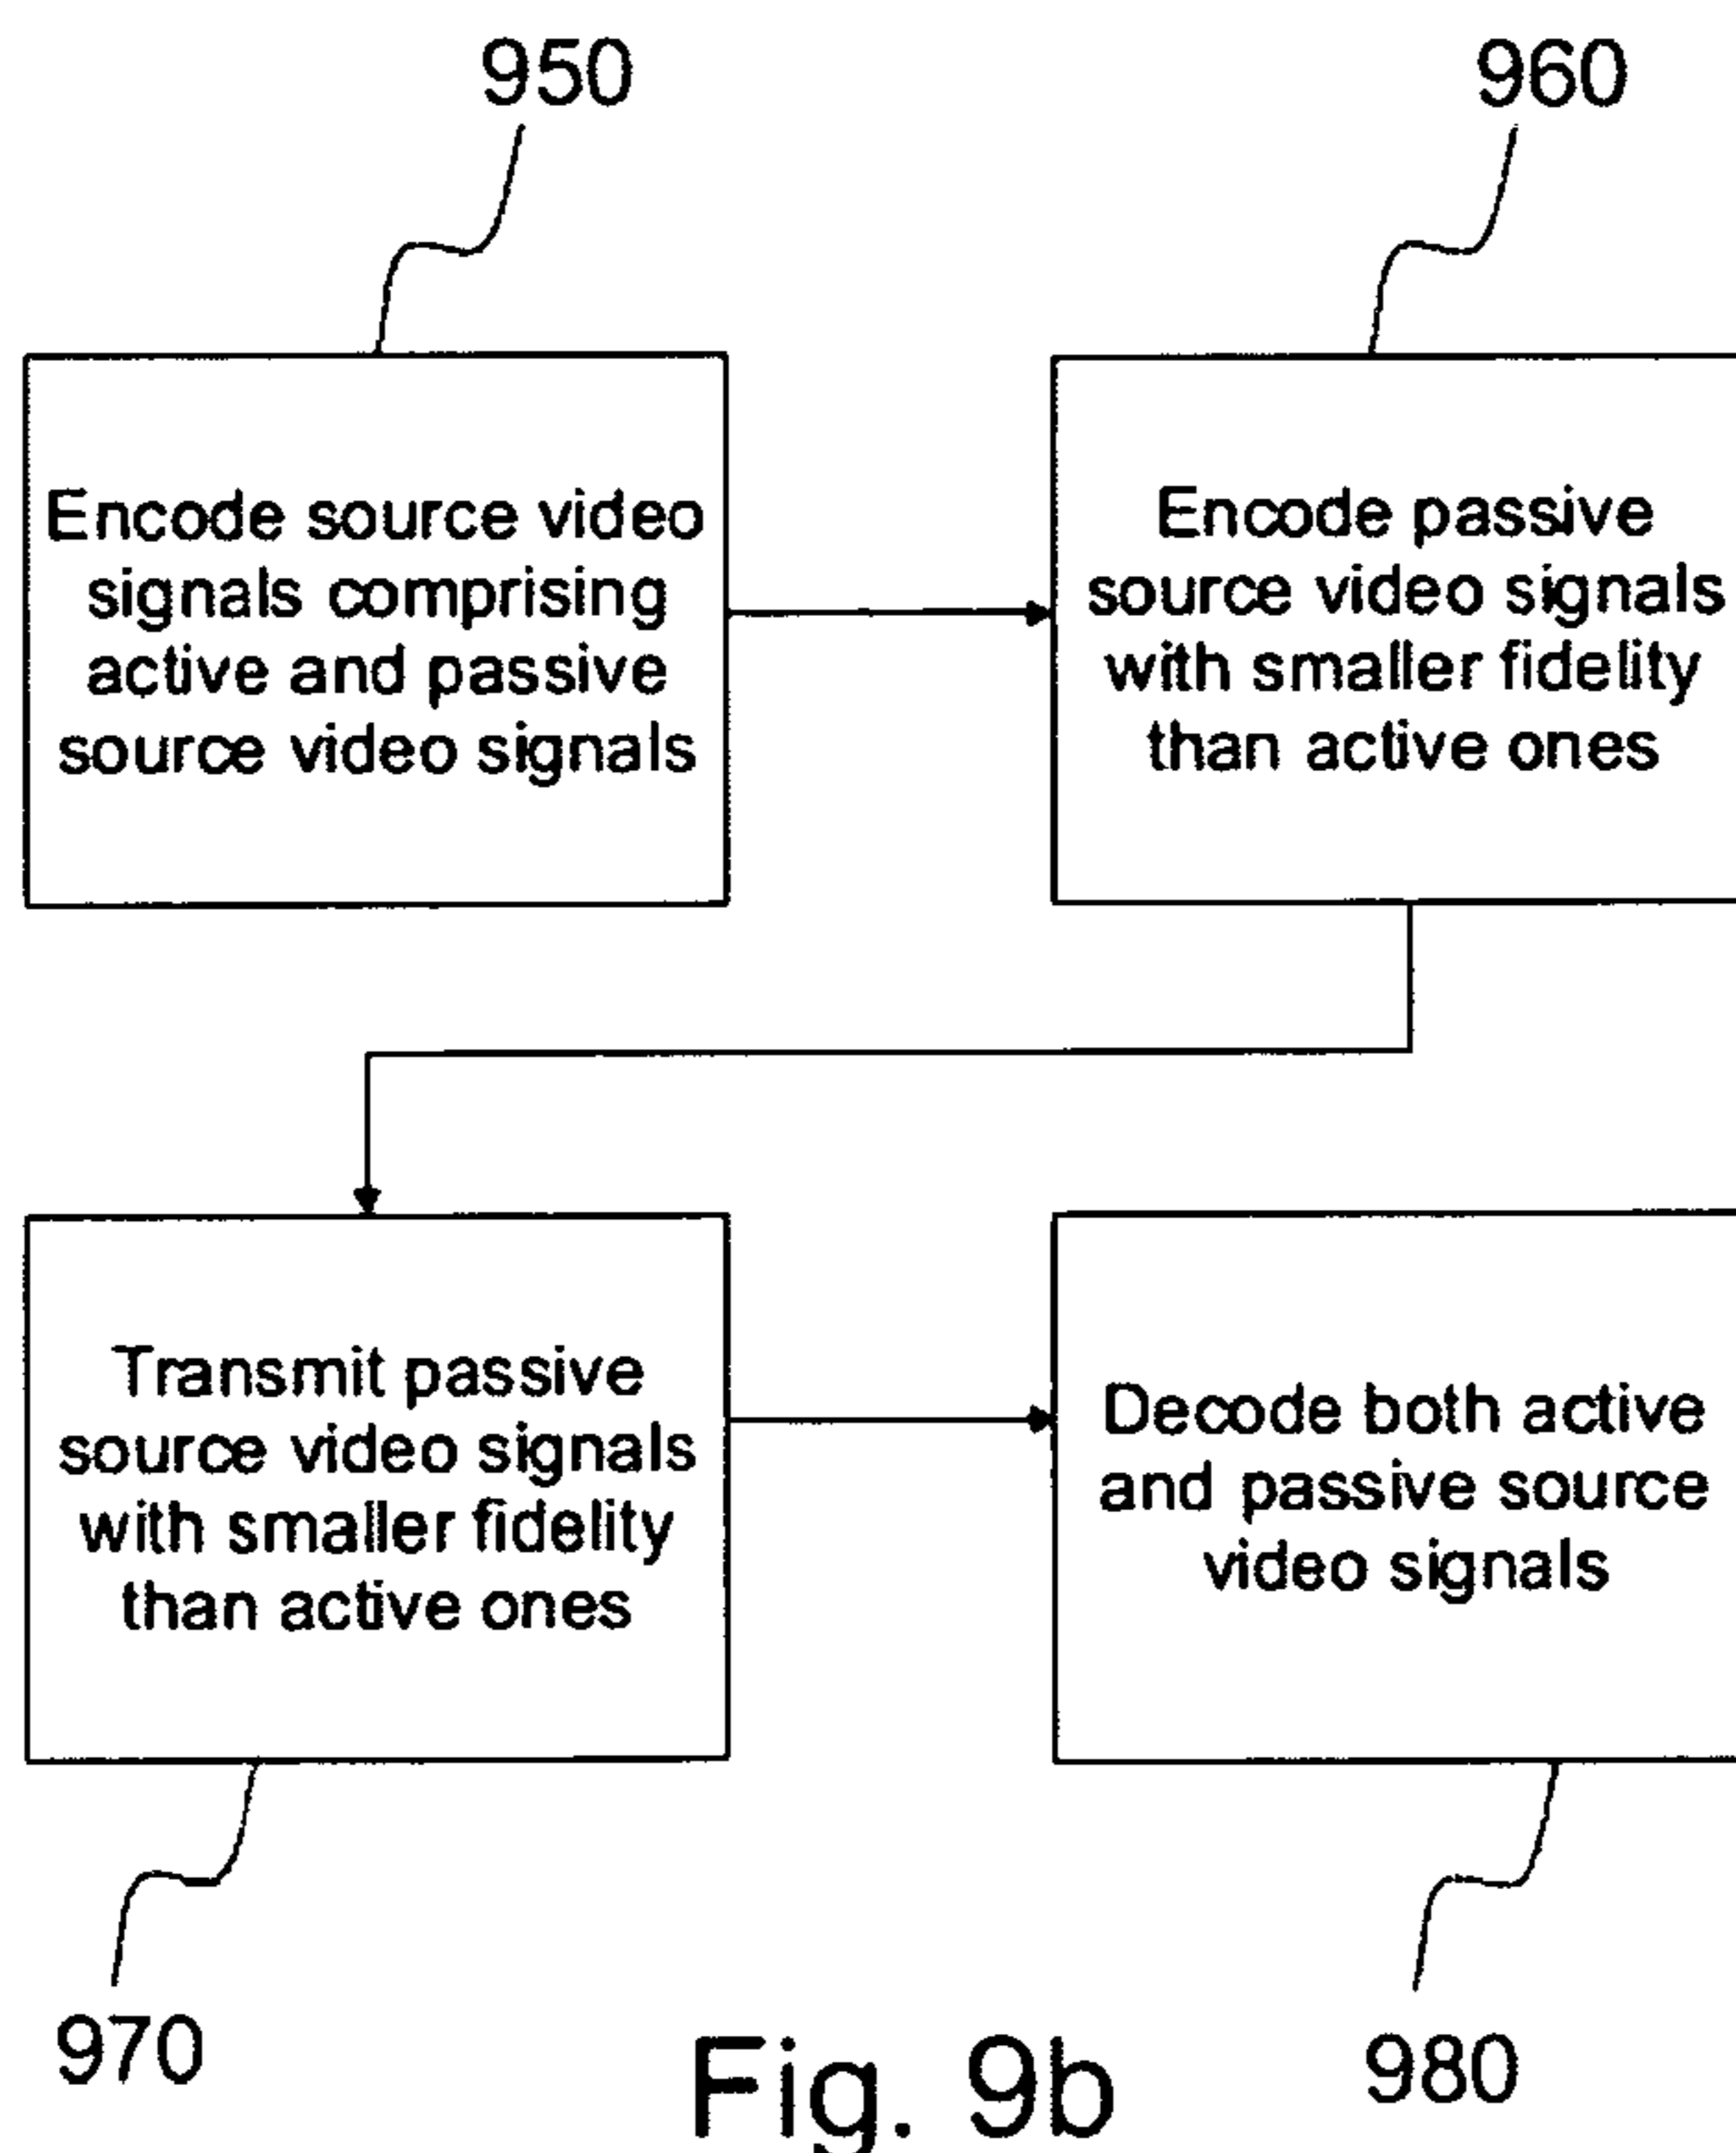 950
960
Encode source video
signals comprising
active and passive
source video signals
Encode passive
source video signals
with smaller fidelity
than active ones
Transmit passive
source video signals
with smaller fidelity
than active ones
Decode both active
and passive source
video signals
970
980
Fig. 9b